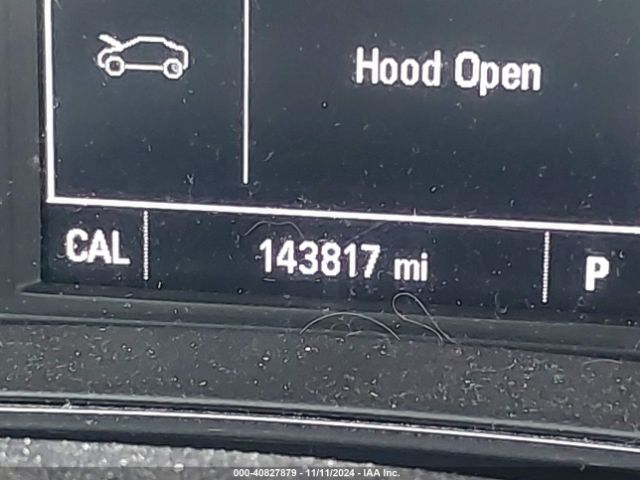 Hood Open
CAL 143817 mi P
000-40827879 - 11/11/2024 - IAA Inc.